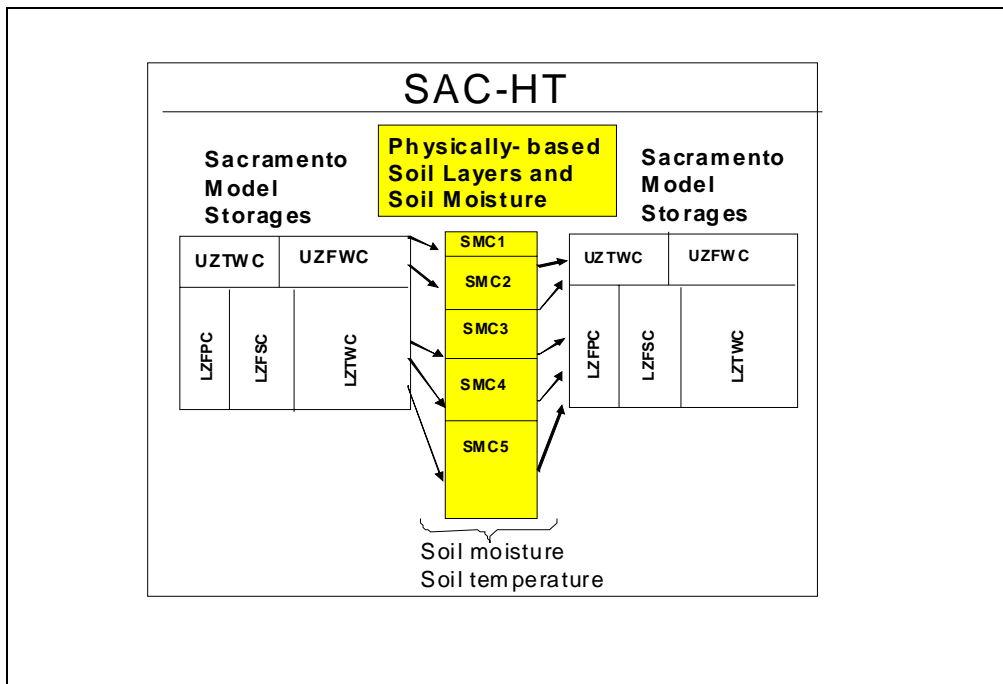 SAC-HT
Physically- based
Soil Layers and
Soil Moisture
Sacramento
Model
Storages
Sacramento
Model
Storages
UZTWC
UZFWC
LZFPC
LZFSC
LZTWC
SMC1
SMC2
SMC3
SMC4
SMC5
UZTWC
UZFWC
LZFPC
LZFSC
LZTWC
Soil moisture
Soil temperature